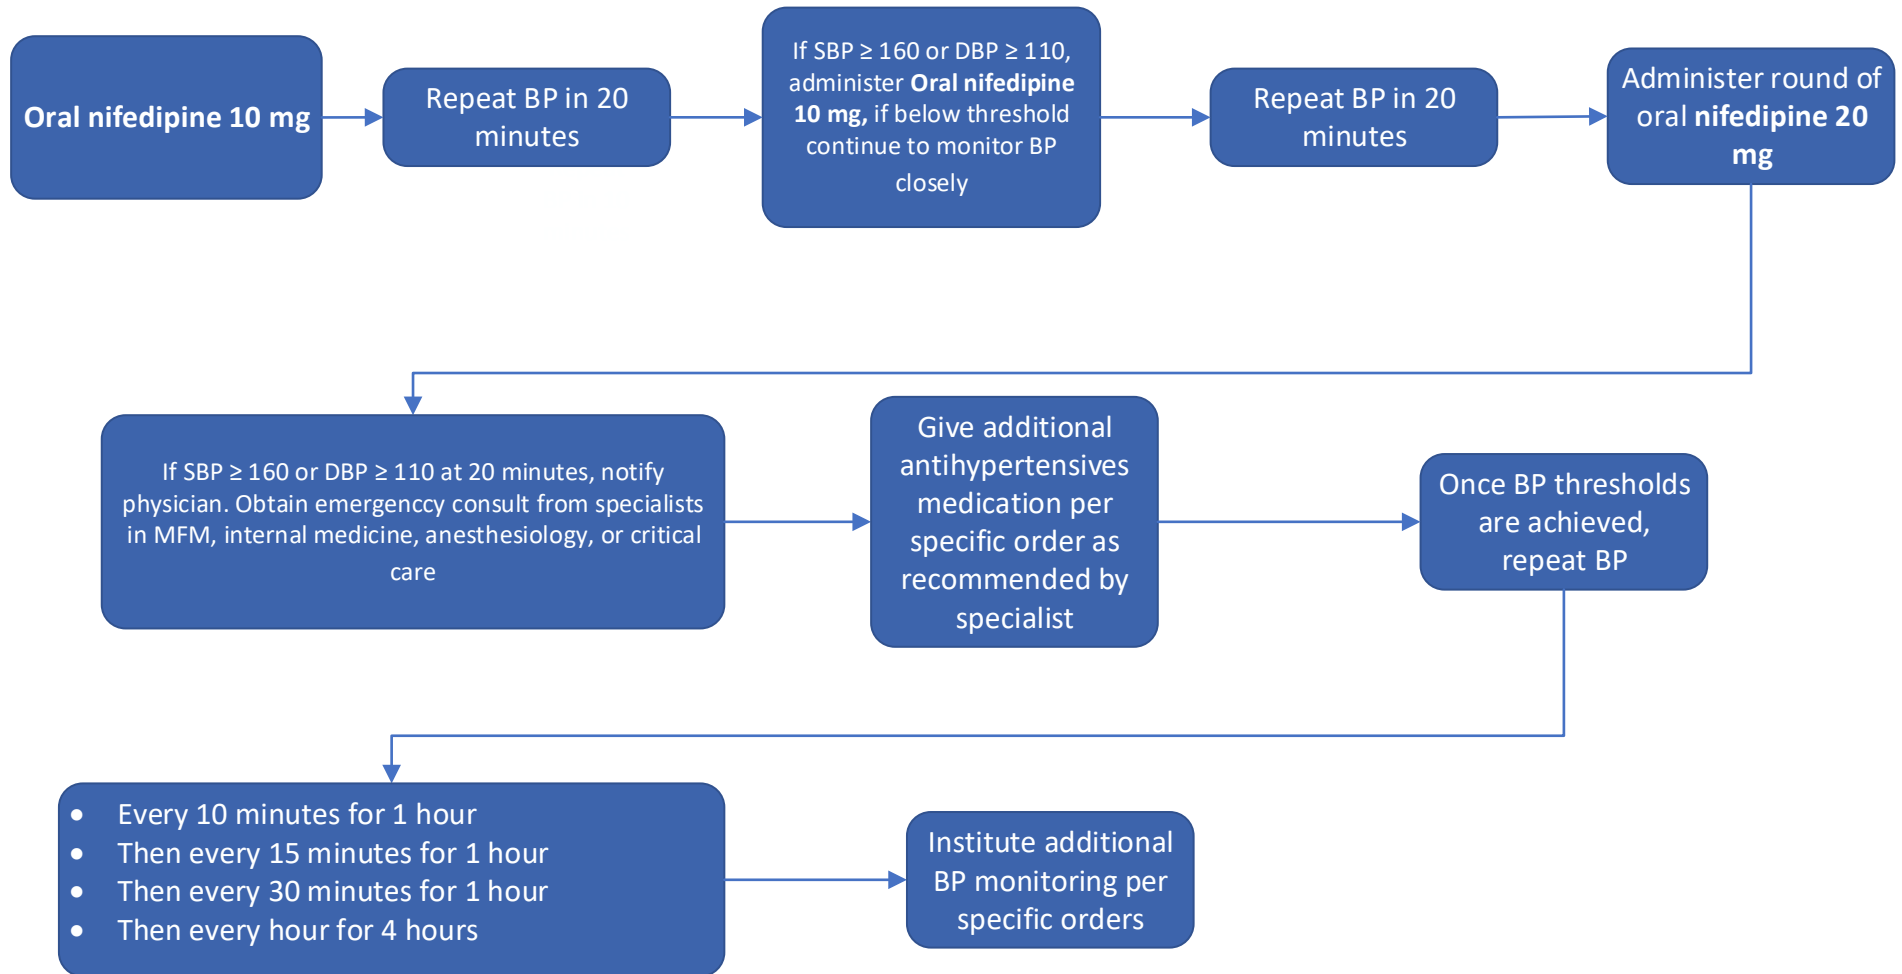 Oral nifedipine 10 mg
Repeat BP in 20
minutes
If SBP ≥ 160 or DBP ≥ 110,
administer Oral nifedipine
10 mg, if below threshold
continue to monitor BP
closely
Repeat BP in 20
minutes
Administer round of
oral nifedipine 20
mg
If SBP ≥ 160 or DBP ≥ 110 at 20 minutes, notify
physician. Obtain emergenccy consult from specialists
in MFM, internal medicine, anesthesiology, or critical
care
Give additional
antihypertensives
medication per
specific order as
recommended by
specialist
Once BP thresholds
are achieved,
repeat BP
• Every 10 minutes for 1 hour
• Then every 15 minutes for 1 hour
• Then every 30 minutes for 1 hour
• Then every hour for 4 hours
Institute additional
BP monitoring per
specific orders